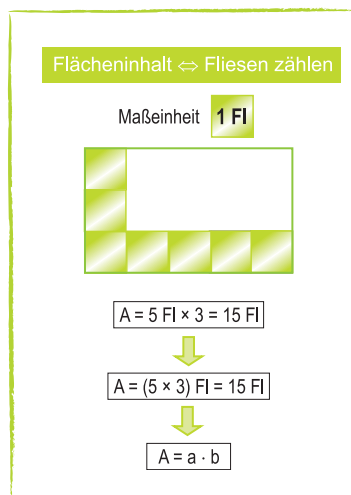 Flächeninhalt ⇔ Fliesen zählen
Maßeinheit 1 Fl
A = 5 Fl × 3 = 15 Fl
A = (5 × 3) Fl = 15 Fl
A = a · b